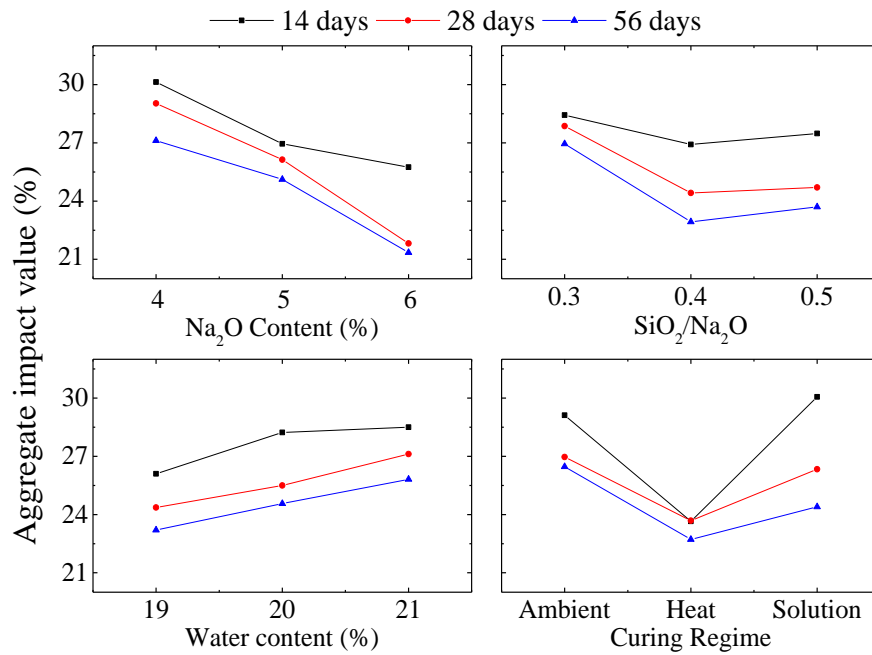 14 days 28 days 56 days
Aggregate impact value (%)
30
27
24
21
4 5 6
Na₂O Content (%)
0.3 0.4 0.5
SiO₂/Na₂O
30
27
24
21
19 20 21
Water content (%)
Ambient Heat Solution
Curing Regime